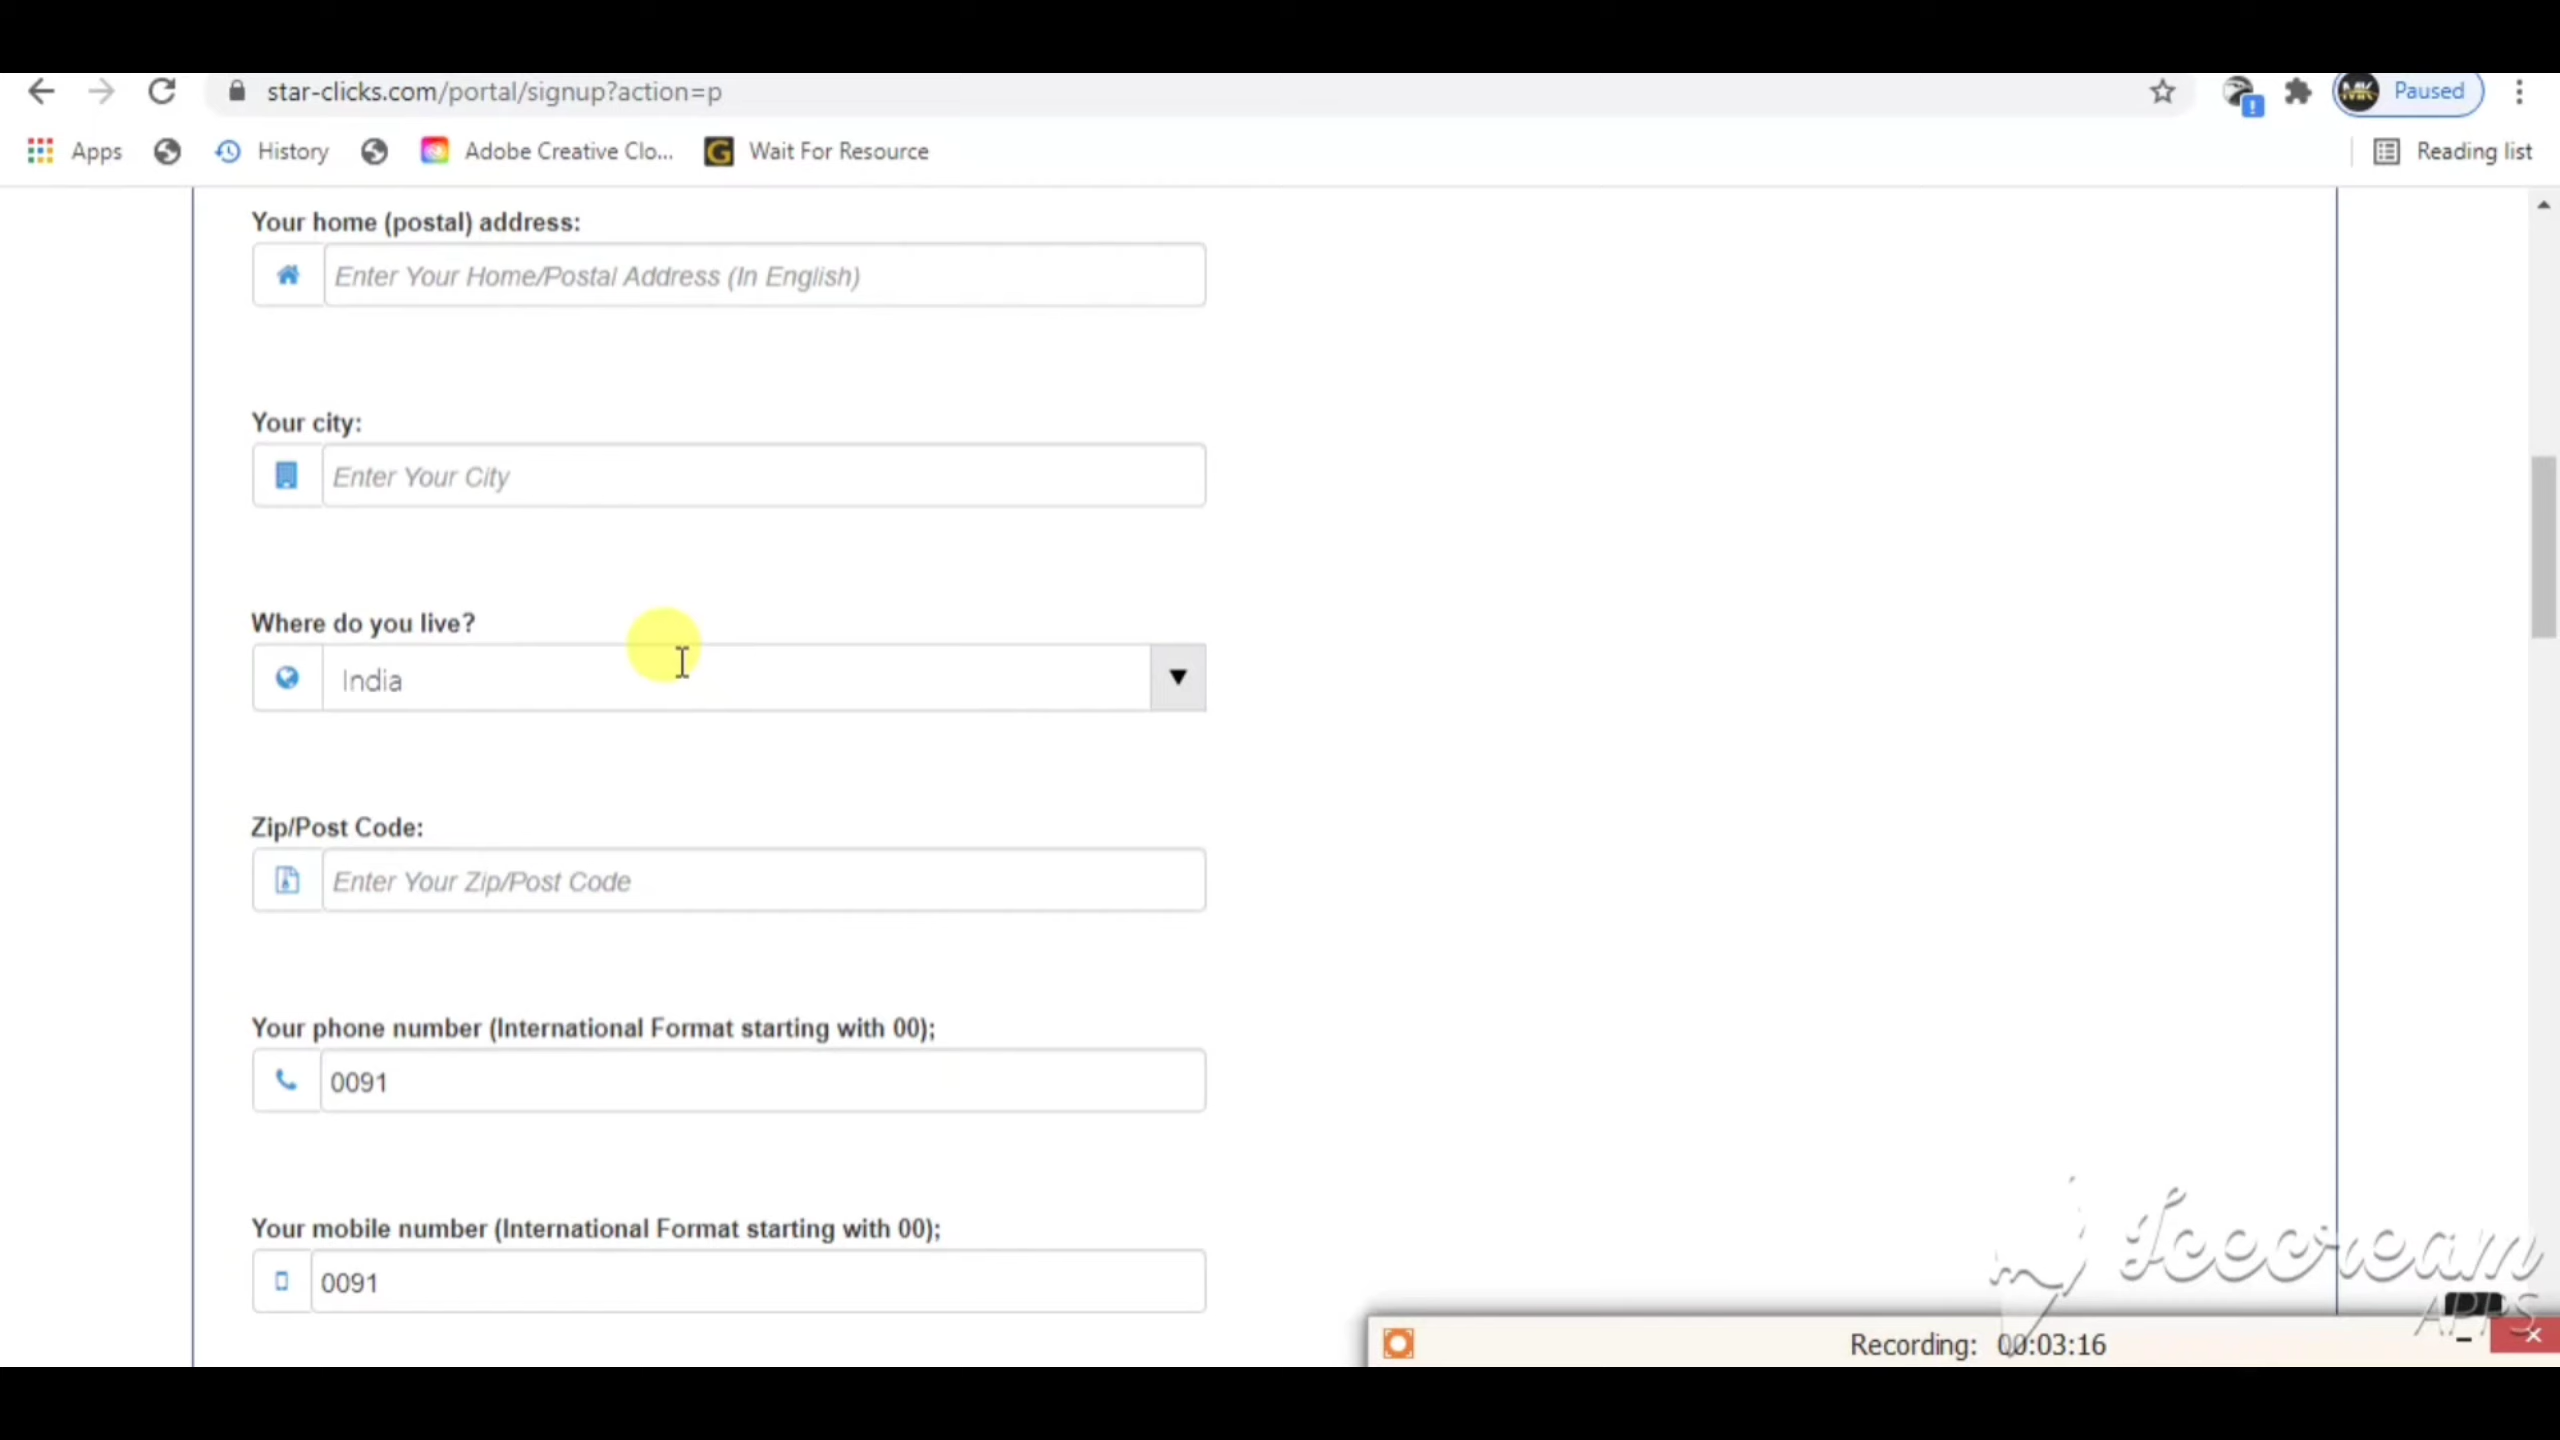 star-clicks.com/portal/signup?action=p
Paused
Apps
History
Adobe Creative Clo...
Wait For Resource
Reading list
Your home (postal) address:
Enter Your Home/Postal Address (In English)
Your city:
Enter Your City
Where do you live?
India
Zip/Post Code:
Enter Your Zip/Post Code
Your phone number (International Format starting with 00);
0091
Your mobile number (International Format starting with 00);
0091
Icecream
APPS
Recording: 00:03:16